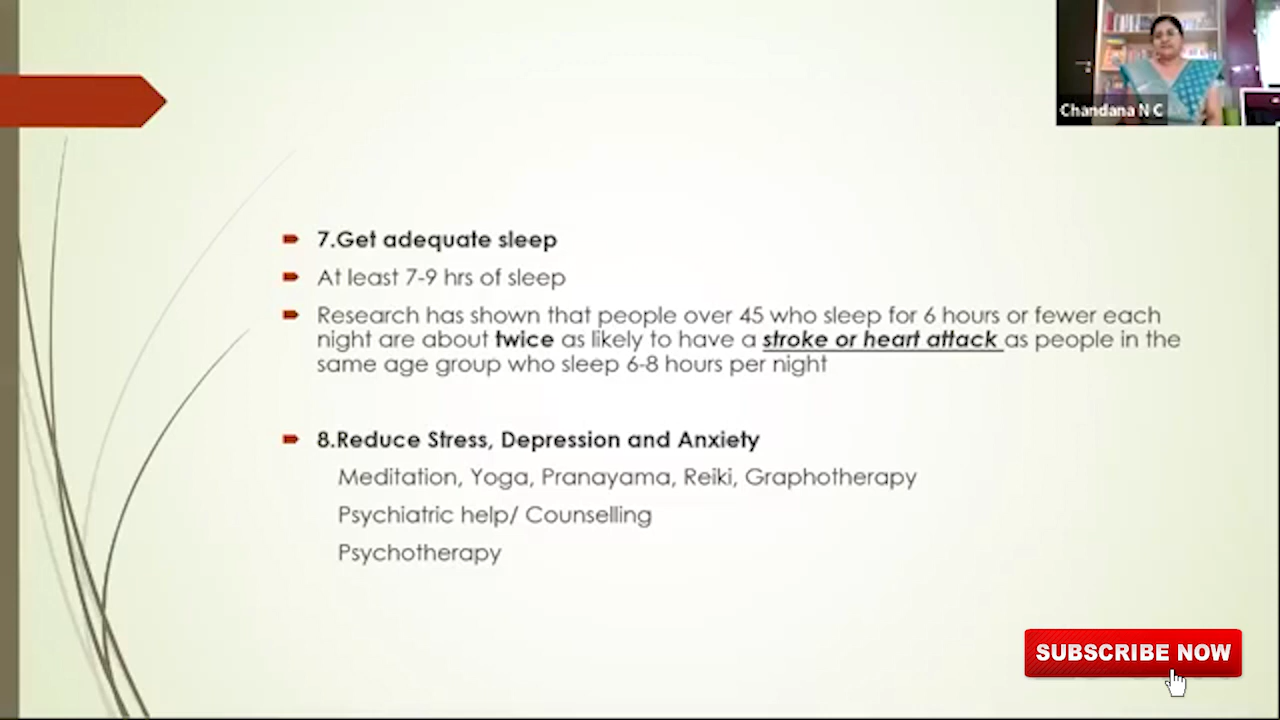 Chandana N C
7.Get adequate sleep
At least 7-9 hrs of sleep
Research has shown that people over 45 who sleep for 6 hours or fewer each
night are about twice as likely to have a stroke or heart attack as people in the
same age group who sleep 6-8 hours per night
8.Reduce Stress, Depression and Anxiety
Meditation, Yoga, Pranayama, Reiki, Graphotherapy
Psychiatric help/ Counselling
Psychotherapy
SUBSCRIBE NOW